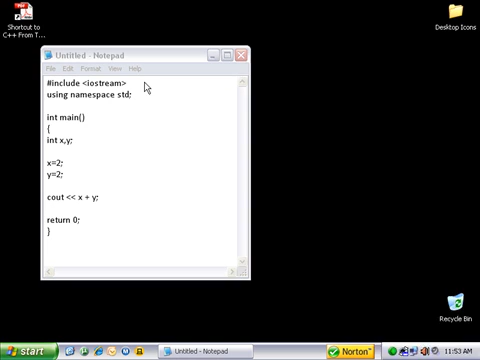 Shortcut to
C++ From T...
Desktop Icons
Untitled - Notepad
File Edit Format View Help
#include <iostream>
using namespace std;
int main()
{
int x,y;
x=2;
y=2;
cout << x + y;
return 0;
}
Recycle Bin
start
Untitled - Notepad
Norton
11:53 AM